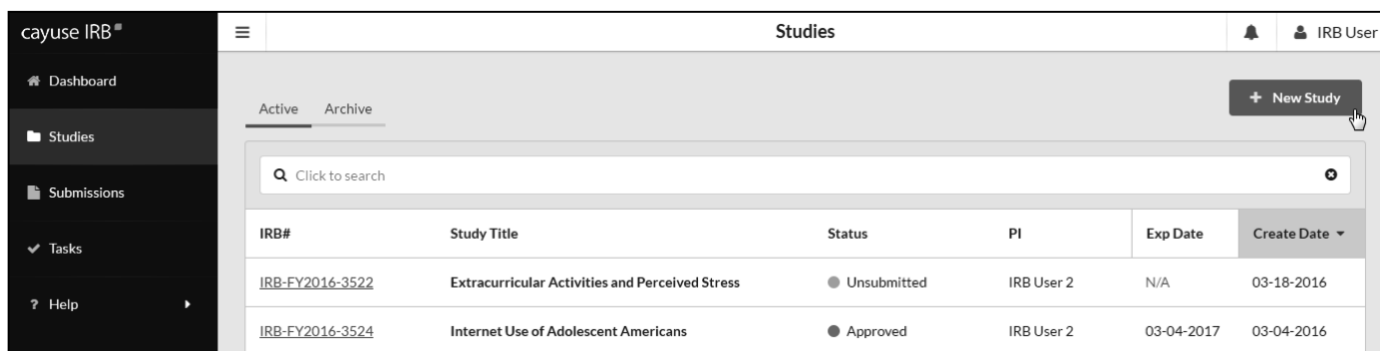 cayuse IRB
Studies
IRB User
Dashboard
Studies
Submissions
Tasks
? Help
Active Archive
+ New Study
Click to search
IRB# Study Title Status PI Exp Date Create Date
IRB-FY2016-3522 Extracurricular Activities and Perceived Stress Unsubmitted IRB User 2 N/A 03-18-2016
IRB-FY2016-3524 Internet Use of Adolescent Americans Approved IRB User 2 03-04-2017 03-04-2016